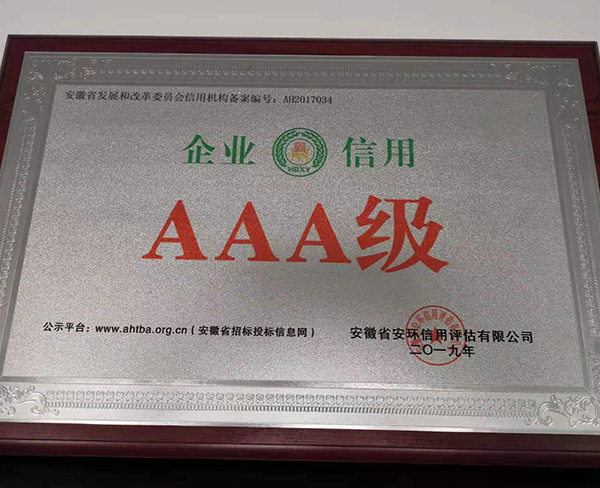 安徽省发展和改革委员会信用机构备案编号：AH2017034
企业 信用
HBXY
AAA级
公示平台：www.ahtba.org.cn（安徽省招标投标信息网）
安徽省安环信用评估有限公司
二〇一九年